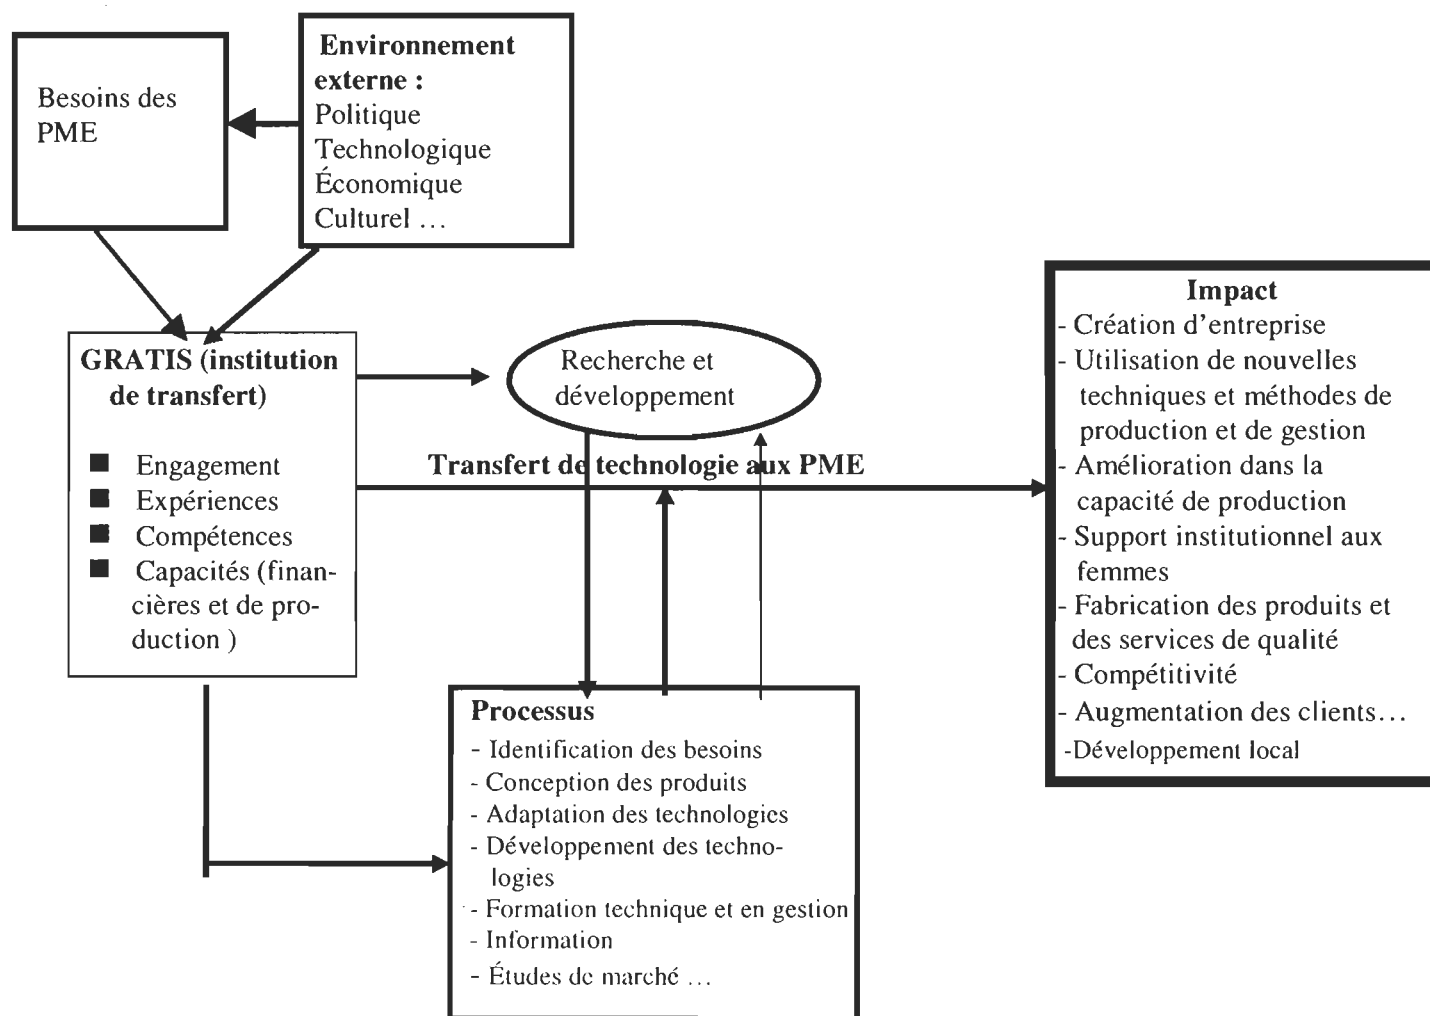 Besoins des
PME
Environnement
externe :
Politique
Technologique
Économique
Culturel …
GRATIS (institution
de transfert)
■ Engagement
■ Expériences
■ Compétences
■ Capacités (finan-
cières et de pro-
duction )
Recherche et
développement
Transfert de technologie aux PME
Processus
- Identification des besoins
- Conception des produits
- Adaptation des technologies
- Développement des techno-
logies
- Formation technique et en gestion
- Information
- Études de marché …
Impact
- Création d'entreprise
- Utilisation de nouvelles
techniques et méthodes de
production et de gestion
- Amélioration dans la
capacité de production
- Support institutionnel aux
femmes
- Fabrication des produits et
des services de qualité
- Compétitivité
- Augmentation des clients…
-Développement local